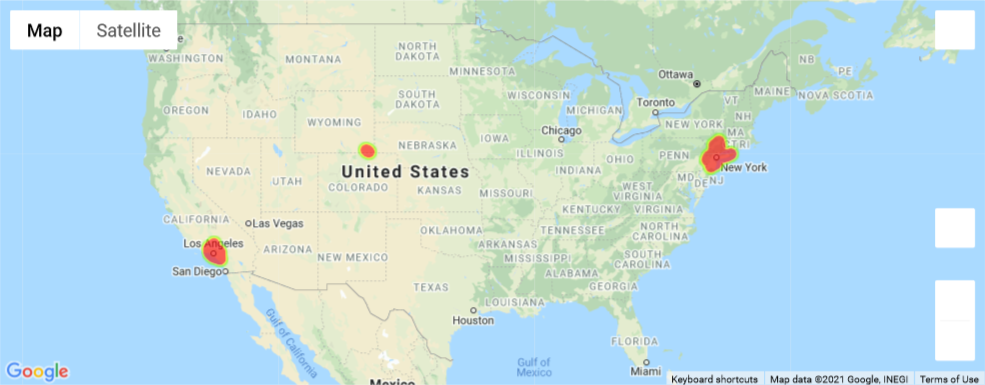 Map
Satellite
WASHINGTON
MONTANA
NORTH
DAKOTA
MINNESOTA
Ottawa
NB
PE
MAINE
NOVA SCOTIA
OREGON
IDAHO
WYOMING
SOUTH
DAKOTA
WISCONSIN
MICHIGAN
Toronto
VT
NH
NEW YORK
MA
CT
RI
Chicago
IOWA
NEBRASKA
ILLINOIS
INDIANA
OHIO
PENN
New York
MD
DE
NJ
NEVADA
UTAH
United States
COLORADO
KANSAS
MISSOURI
WEST
VIRGINIA
VIRGINIA
KENTUCKY
CALIFORNIA
Las Vegas
Los Angeles
San Diego
ARIZONA
NEW MEXICO
OKLAHOMA
ARKANSAS
TENNESSEE
NORTH
CAROLINA
MISSISSIPPI
SOUTH
CAROLINA
ALABAMA
GEORGIA
TEXAS
LOUISIANA
Houston
FLORIDA
Gulf of California
Gulf of
Mexico
Miami
Mexico
Google
Keyboard shortcuts
Map data ©2021 Google, INEGI
Terms of Use